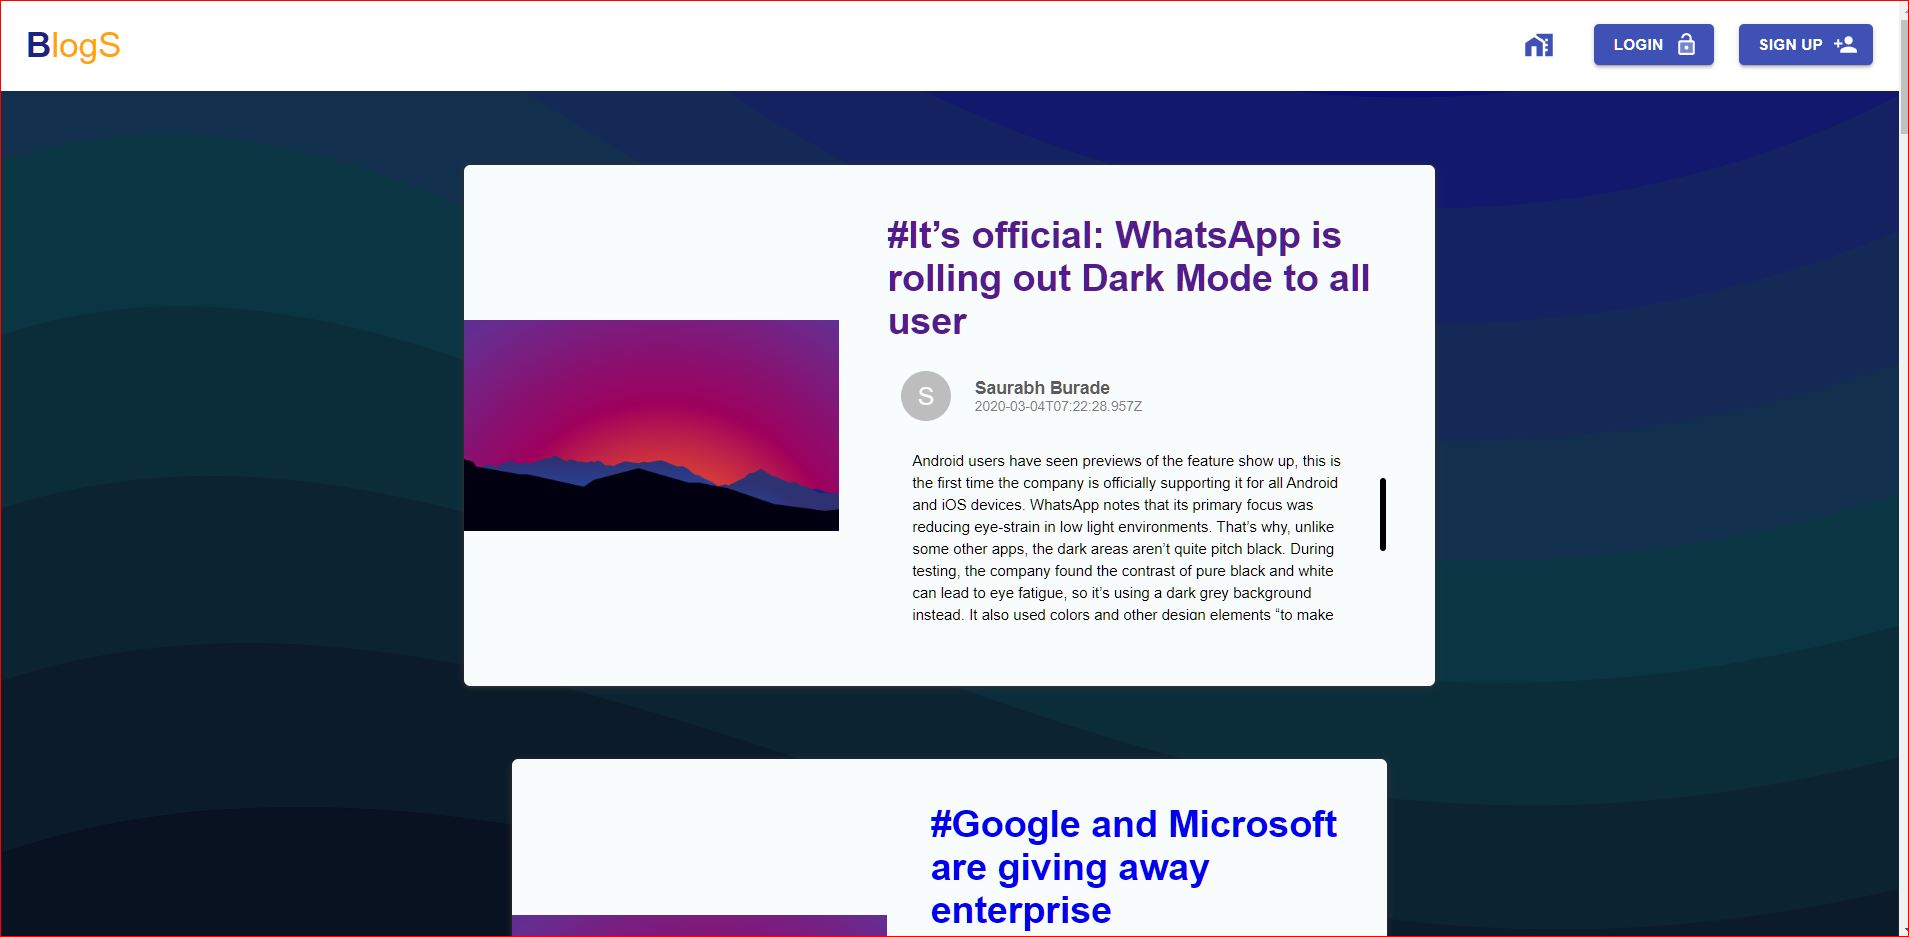 BlogS
LOGIN
SIGN UP
#It’s official: WhatsApp is
rolling out Dark Mode to all
user
S
Saurabh Burade
2020-03-04T07:22:28.957Z
Android users have seen previews of the feature show up, this is
the first time the company is officially supporting it for all Android
and iOS devices. WhatsApp notes that its primary focus was
reducing eye-strain in low light environments. That’s why, unlike
some other apps, the dark areas aren’t quite pitch black. During
testing, the company found the contrast of pure black and white
can lead to eye fatigue, so it’s using a dark grey background
instead. It also used colors and other design elements “to make
#Google and Microsoft
are giving away
enterprise